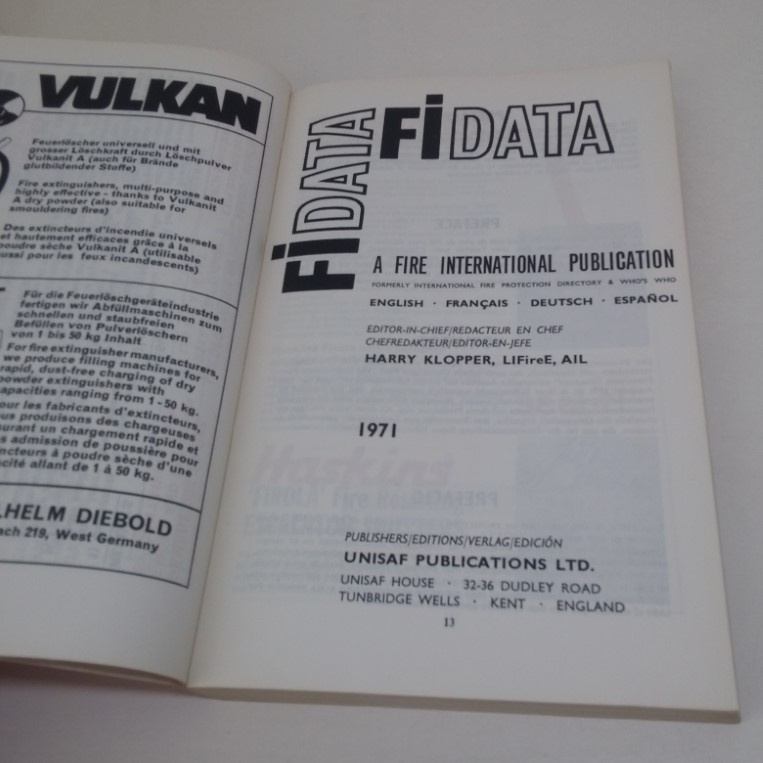 VULKAN
Feuerlöscher universell und mit
grosser Löschkraft durch Löschpulver
Vulkanit A (auch für Brände
glutbildender Stoffe)
Fire extinguishers, multi-purpose and
highly effective - thanks to Vulkanit
A dry powder (also suitable for
smouldering fires)
Des extincteurs d'incendie universels
et hautement efficaces grâce à la
poudre sèche Vulkanit A (utilisable
aussi pour les feux incandescents)
Für die Feuerlöschgeräteindustrie
fertigen wir Abfüllmaschinen zum
schnellen und staubfreien
Befüllen von Pulverlöschern
von 1 bis 50 kg Inhalt
For fire extinguisher manufacturers,
we produce filling machines for
rapid, dust-free charging of dry
powder extinguishers with
capacities ranging from 1-50 kg.
our les fabricants d'extincteurs,
us produisons des chargeuses
surant un chargement rapide et
s admission de poussière pour
ncteurs à poudre sèche d'une
cité allant de 1 à 50 kg.
LHELM DIEBOLD
ach 219, West Germany
FiDATA
FiDATA
A FIRE INTERNATIONAL PUBLICATION
FORMERLY INTERNATIONAL FIRE PROTECTION DIRECTORY & WHO'S WHO
ENGLISH · FRANÇAIS · DEUTSCH · ESPAÑOL
EDITOR-IN-CHIEF/REDACTEUR EN CHEF
CHEFREDAKTEUR/EDITOR-EN-JEFE
HARRY KLOPPER, LIFireE, AIL
1971
PUBLISHERS/EDITIONS/VERLAG/EDICIÓN
UNISAF PUBLICATIONS LTD.
UNISAF HOUSE · 32-36 DUDLEY ROAD
TUNBRIDGE WELLS · KENT · ENGLAND
13